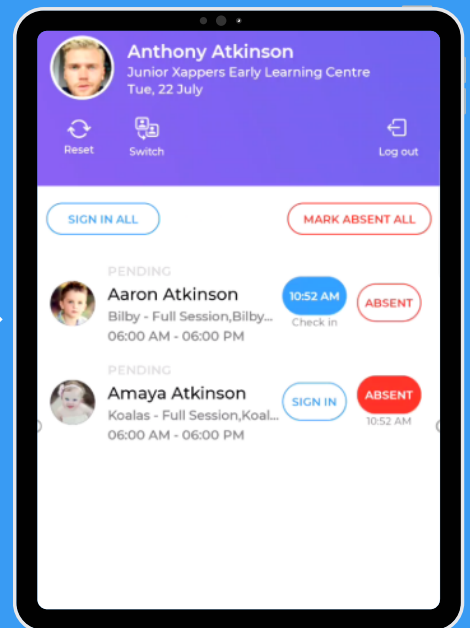 Anthony Atkinson
Junior Xappers Early Learning Centre
Tue, 22 July
Reset
Switch
Log out
SIGN IN ALL
MARK ABSENT ALL
PENDING
Aaron Atkinson
Bilby - Full Session,Bilby...
06:00 AM - 06:00 PM
10:52 AM
Check in
ABSENT
PENDING
Amaya Atkinson
Koalas - Full Session,Koal...
06:00 AM - 06:00 PM
SIGN IN
ABSENT
10:52 AM